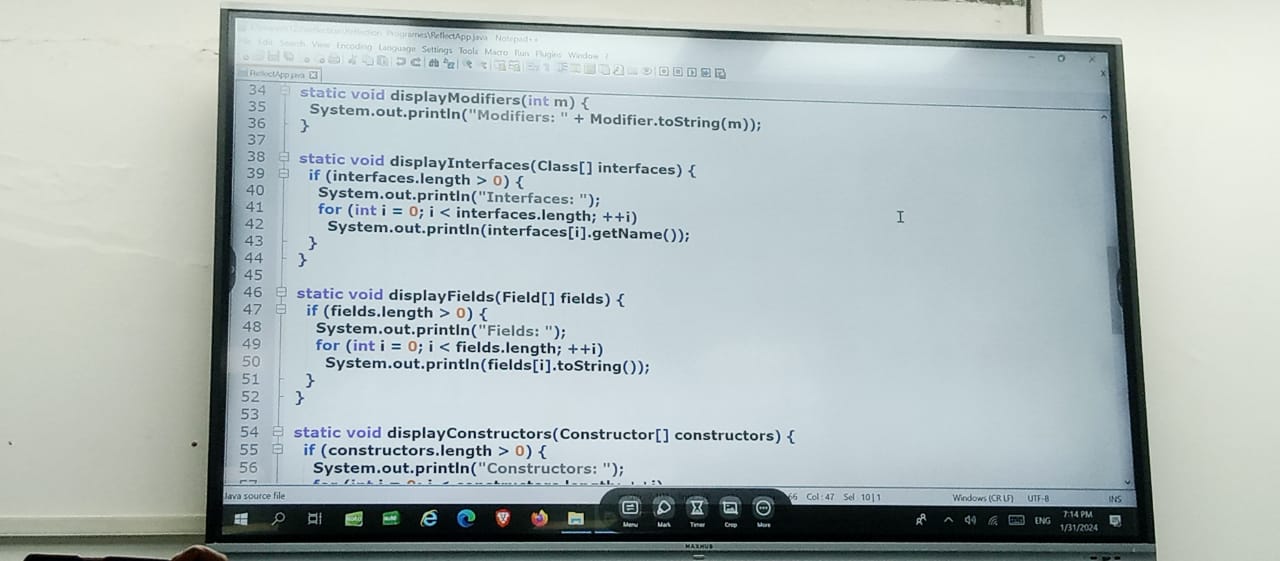 Programes\ReflectApp.java Notepad++
Edit Search View Encoding Language Settings Tools Macro Run Plugins Window ?
ReflectApp.java
34 static void displayModifiers(int m) {
35 System.out.println("Modifiers: " + Modifier.toString(m));
36 }
37
38 static void displayInterfaces(Class[] interfaces) {
39 if (interfaces.length > 0) {
40 System.out.println("Interfaces: ");
41 for (int i = 0; i < interfaces.length; ++i)
42 System.out.println(interfaces[i].getName());
43 }
44 }
45
46 static void displayFields(Field[] fields) {
47 if (fields.length > 0) {
48 System.out.println("Fields: ");
49 for (int i = 0; i < fields.length; ++i)
50 System.out.println(fields[i].toString());
51 }
52 }
53
54 static void displayConstructors(Constructor[] constructors) {
55 if (constructors.length > 0) {
56 System.out.println("Constructors: ");
Java source file Col : 47 Sel : 10 | 1 Windows (CR LF) UTF-8 INS
Menu Mark Timer Crop More
ENG 7:14 PM
1/31/2024
MAXHUB